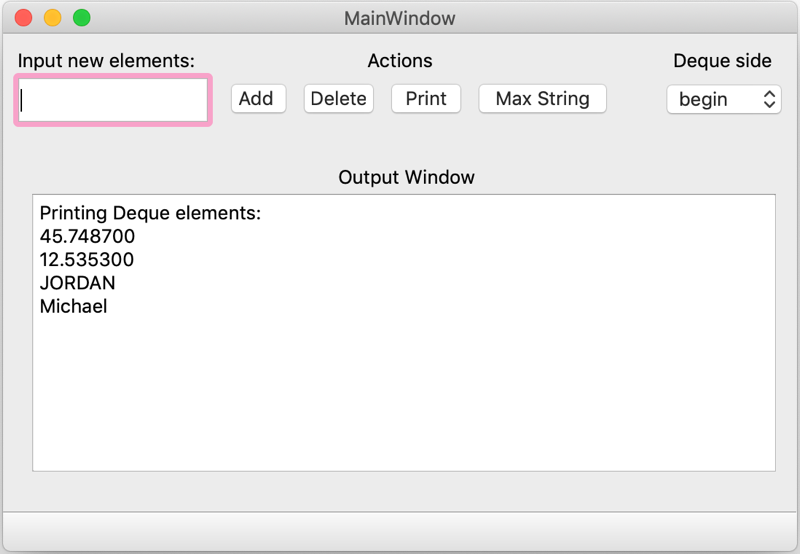 MainWindow
Input new elements:
Actions
Deque side
Add
Delete
Print
Max String
begin
Output Window
Printing Deque elements:
45.748700
12.535300
JORDAN
Michael